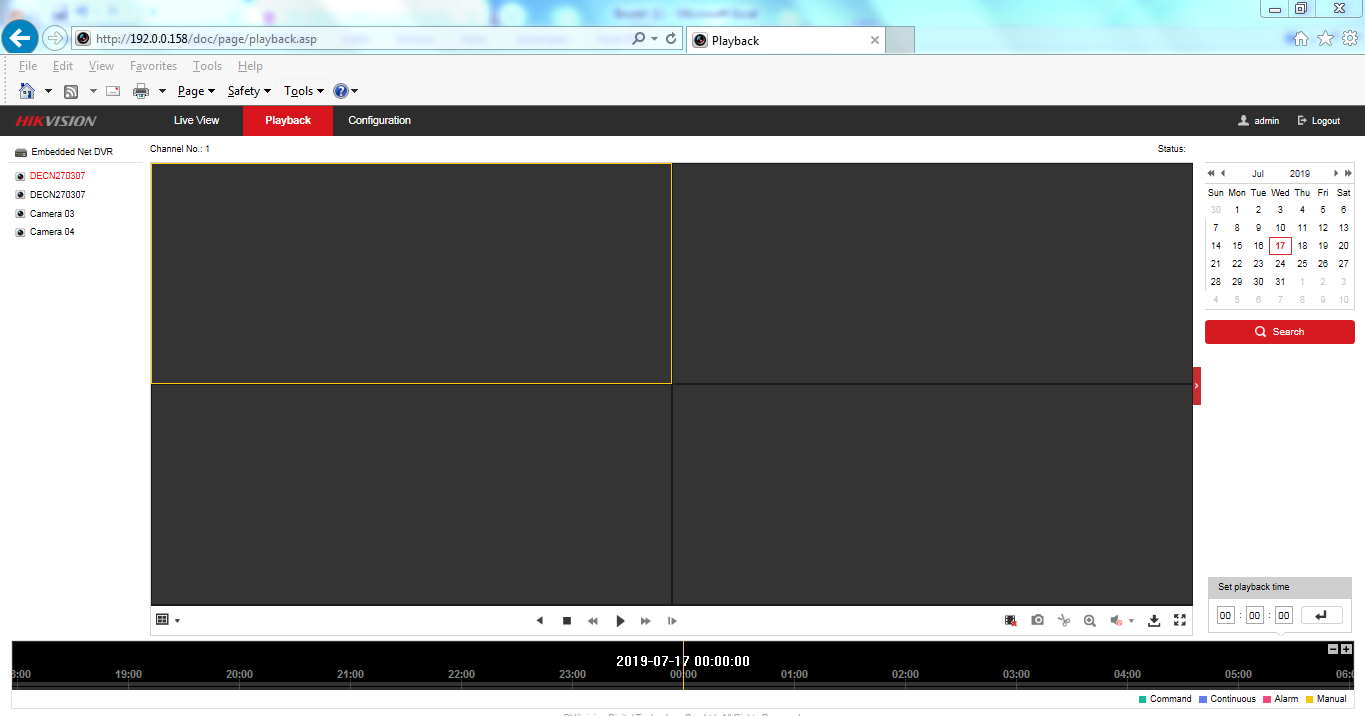 http://192.0.0.158/doc/page/playback.asp
Playback
File Edit View Favorites Tools Help
Page Safety Tools
HIKVISION Live View Playback Configuration admin Logout
Embedded Net DVR
DECN270307
DECN270307
Camera 03
Camera 04
Channel No.: 1 Status:
Jul 2019
Sun Mon Tue Wed Thu Fri Sat
30 1 2 3 4 5 6
7 8 9 10 11 12 13
14 15 16 17 18 19 20
21 22 23 24 25 26 27
28 29 30 31 1 2 3
4 5 6 7 8 9 10
Search
Set playback time
00 : 00 : 00
2019-07-17 00:00:00
8:00 19:00 20:00 21:00 22:00 23:00 00:00 01:00 02:00 03:00 04:00 05:00 06:0
Command Continuous Alarm Manual